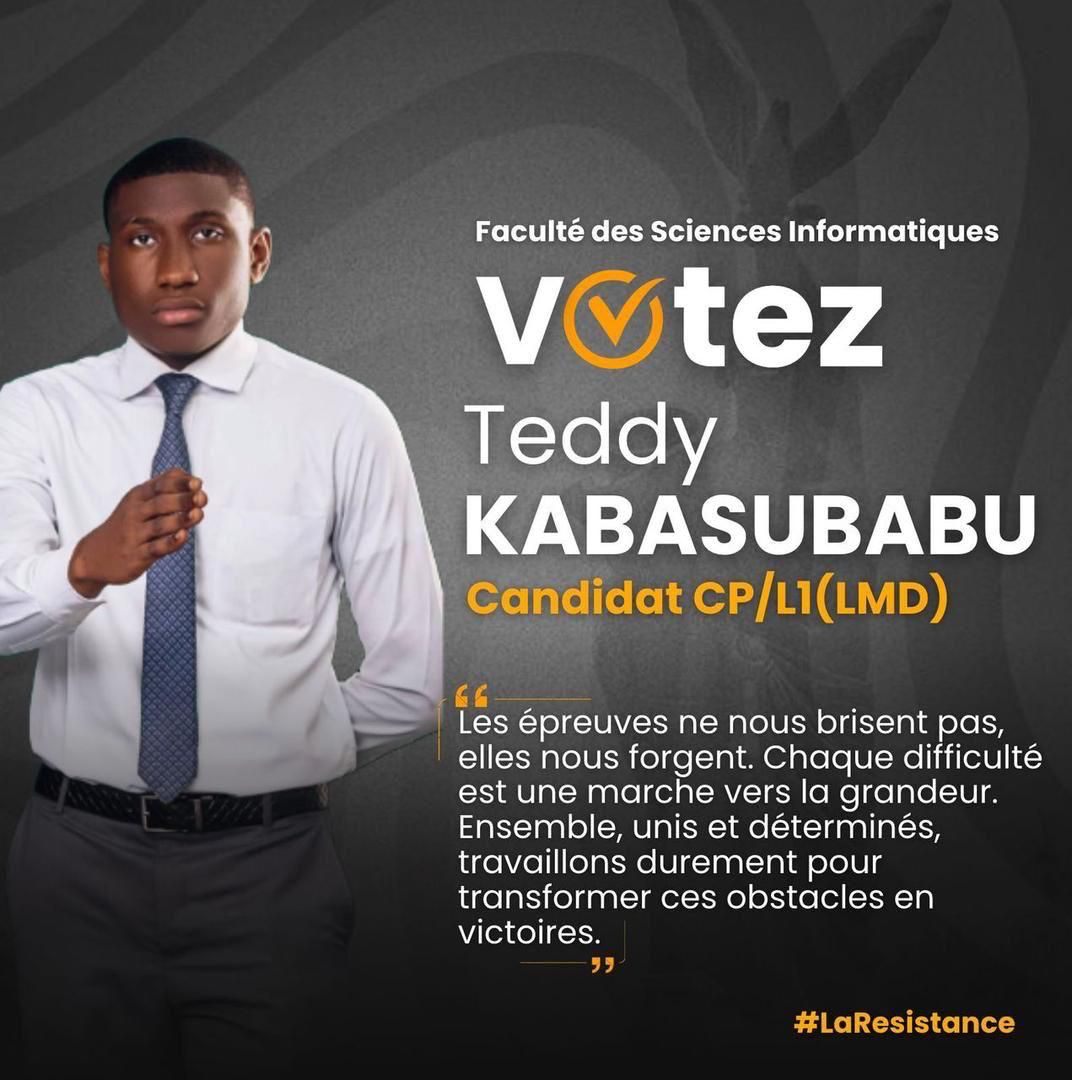 Faculté des Sciences Informatiques
votez
Teddy
KABASUBABU
Candidat CP/L1(LMD)
“
Les épreuves ne nous brisent pas,
elles nous forgent. Chaque difficulté
est une marche vers la grandeur.
Ensemble, unis et déterminés,
travaillons durement pour
transformer ces obstacles en
victoires.
”
#LaResistance